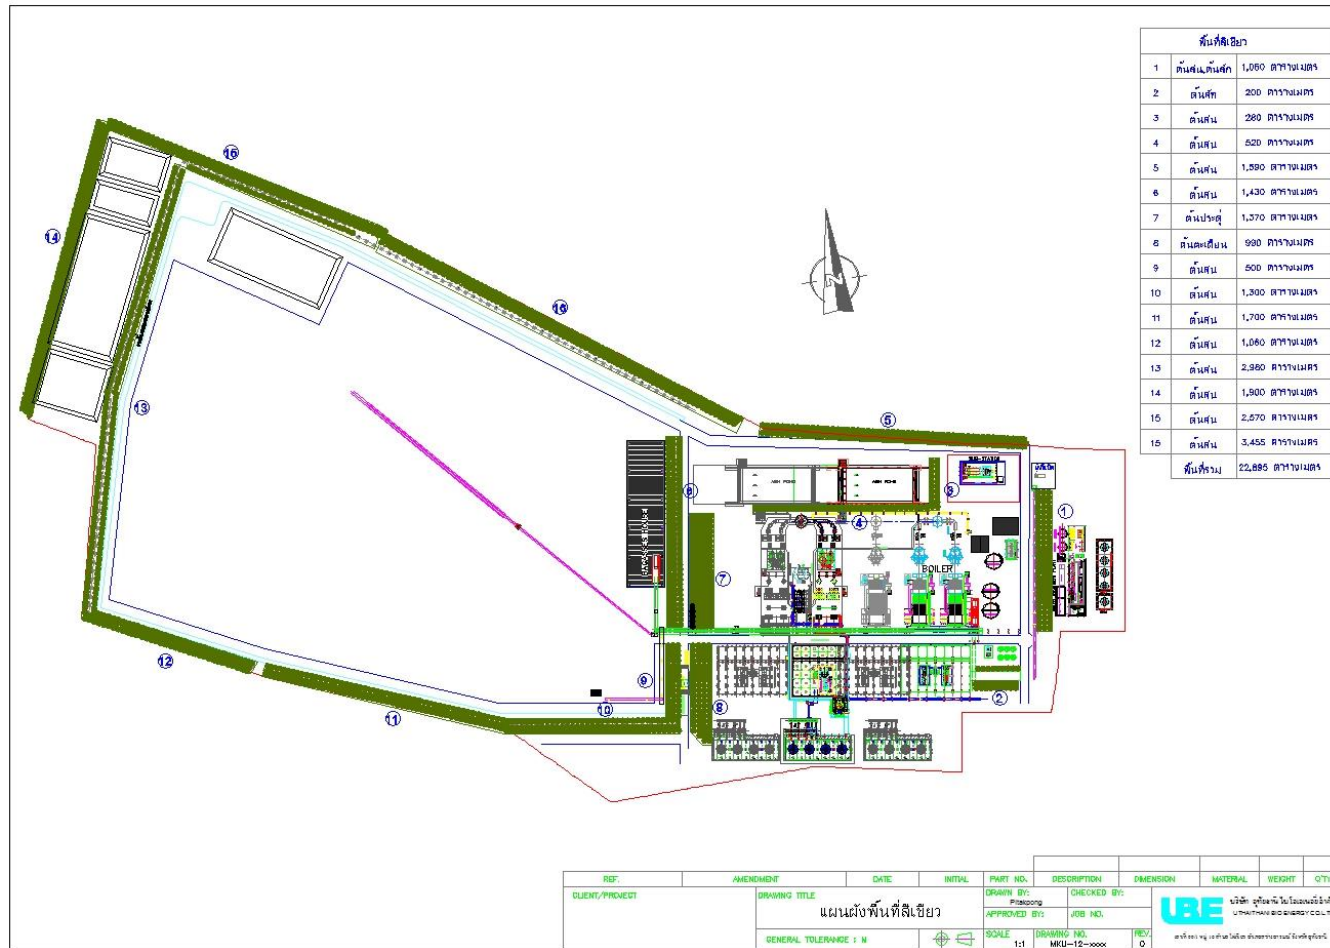 พื้นที่สีเขียว
1 ต้นสน,ต้นสัก 1,050 ตารางเมตร
2 200 ตารางเมตร
3 ต้นสน 280 ตารางเมตร
4 ต้นสน 520 ตารางเมตร
5 ต้นสน 1,590 ตารางเมตร
6 ต้นสน 1,430 ตารางเมตร
7 ต้นประดู่ 1,370 ตารางเมตร
8 ต้นตะเคียน 990 ตารางเมตร
9 ต้นสน 500 ตารางเมตร
10 ต้นสน 1,300 ตารางเมตร
11 ต้นสน 1,700 ตารางเมตร
12 ต้นสน 1,060 ตารางเมตร
13 ต้นสน 2,980 ตารางเมตร
14 ต้นสน 1,900 ตารางเมตร
15 ต้นสน 2,570 ตารางเมตร
15 ต้นสน 3,455 ตารางเมตร
พื้นที่รวม 22,895 ตารางเมตร
15
14
13
5
ASH POND
ASH POND
6
3
1
4
7
BOILER
12
9
10
11
8
2
REF. AMENDMENT DATE INITIAL PART NO. DESCRIPTION DIMENSION MATERIAL WEIGHT
CLIENT/PROJECT
DRAWING TITLE
แผนผังพื้นที่สีเขียว
GENERAL TOLERANCE : N
DRAWN BY: Pitakpong
CHECKED BY:
APPROVED BY:
JOB NO.
SCALE 1:1
DRAWING NO. MKU-12-xxxx
REV. 0
UBE